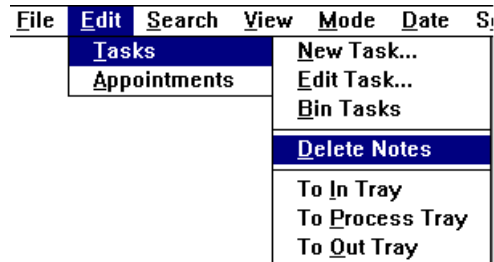 File Edit Search View Mode Date
Tasks
Appointments
New Task...
Edit Task...
Bin Tasks
Delete Notes
To In Tray
To Process Tray
To Out Tray